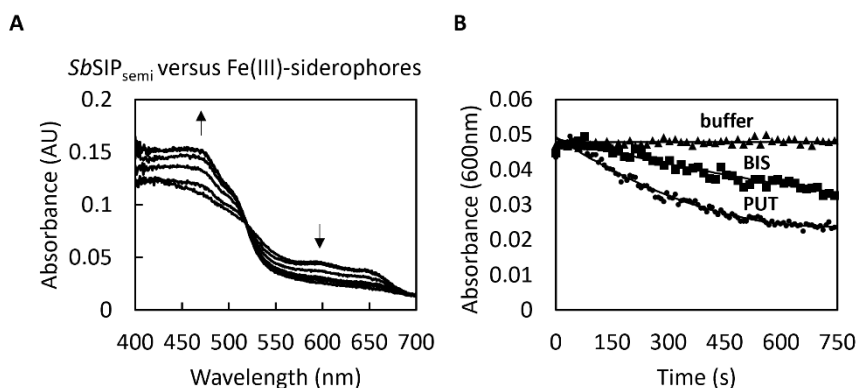 A
SbSIPsemi versus Fe(III)-siderophores
0.2
0.15
0.1
0.05
0
Absorbance (AU)
400 450 500 550 600 650 700
Wavelength (nm)
B
0.06
0.05
0.04
0.03
0.02
0.01
0
Absorbance (600nm)
buffer
BIS
PUT
0 150 300 450 600 750
Time (s)